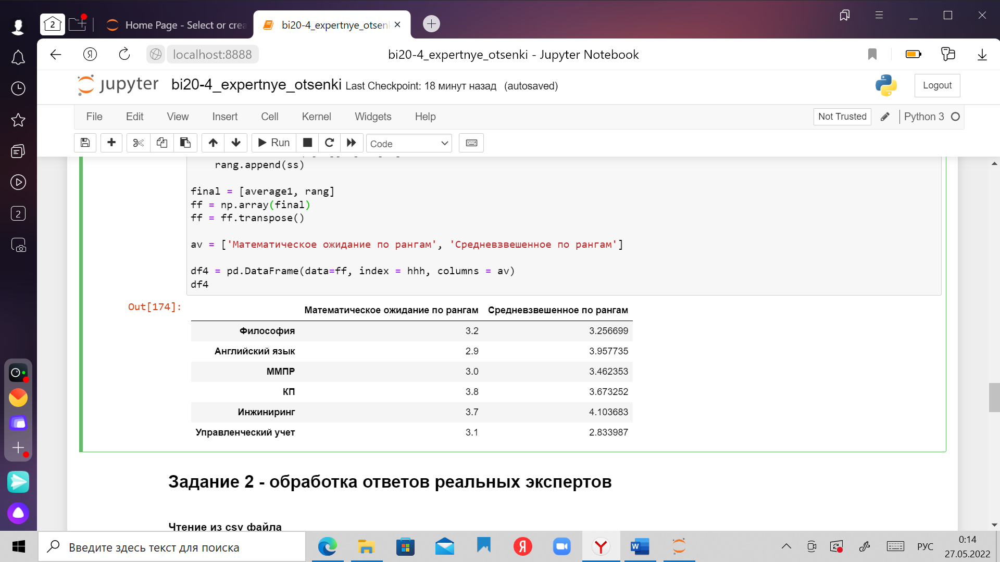 2
Home Page - Select or crea
bi20-4_expertnye_otsen
localhost:8888
bi20-4_expertnye_otsenki - Jupyter Notebook
jupyter bi20-4_expertnye_otsenki Last Checkpoint: 18 минут назад (autosaved)
Logout
File Edit View Insert Cell Kernel Widgets Help
Not Trusted Python 3
Run Code
rang.append(ss)
final = [average1, rang]
ff = np.array(final)
ff = ff.transpose()
av = ['Математическое ожидание по рангам', 'Средневзвешенное по рангам']
df4 = pd.DataFrame(data=ff, index = hhh, columns = av)
df4
Out[174]:
Математическое ожидание по рангам Средневзвешенное по рангам
Философия 3.2 3.256699
Английский язык 2.9 3.957735
ММПР 3.0 3.462353
КП 3.8 3.673252
Инжиниринг 3.7 4.103683
Управленческий учет 3.1 2.833987
Задание 2 - обработка ответов реальных экспертов
Чтение из csv файла
2
Введите здесь текст для поиска
РУС
0:14
27.05.2022